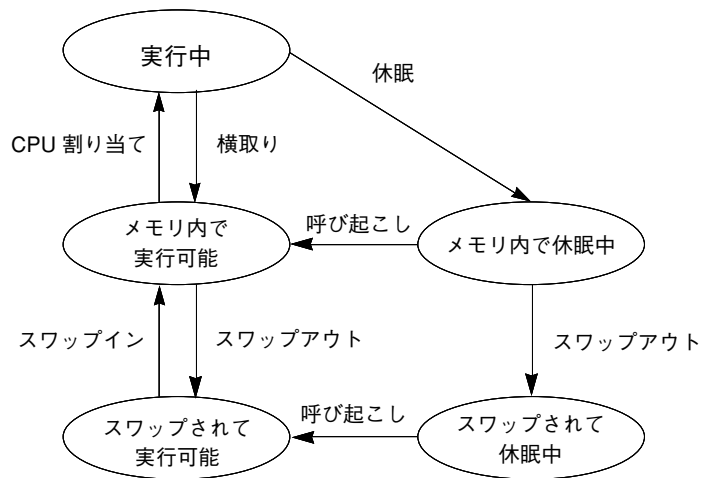 実行中
休眠
CPU 割り当て
横取り
メモリ内で
実行可能
呼び起こし
メモリ内で休眠中
スワップイン
スワップアウト
スワップアウト
スワップされて
実行可能
呼び起こし
スワップされて
休眠中